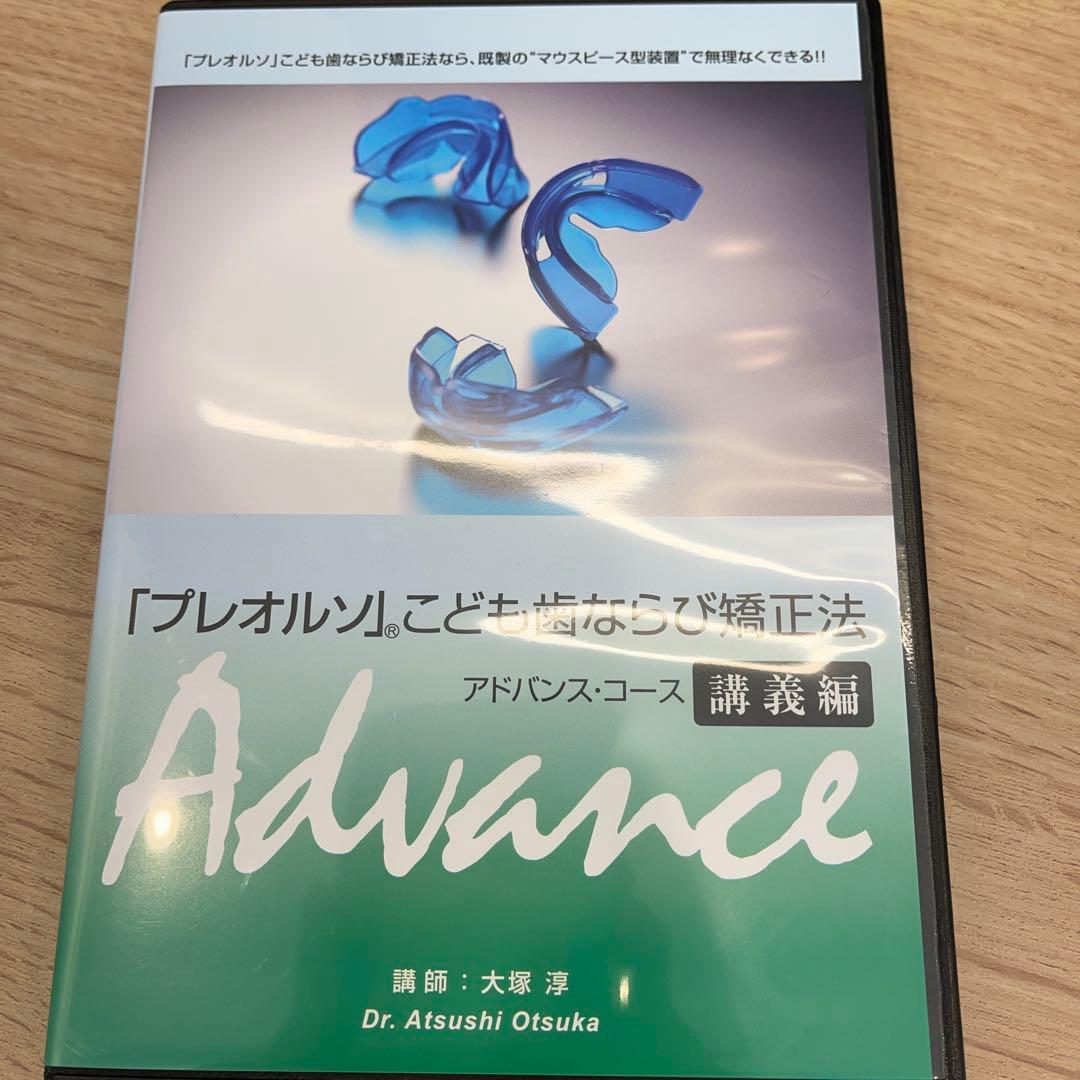 「プレオルソ」こども歯ならび矯正法なら、既製の“マウスピース型装置”で無理なくできる!!
「プレオルソ」®こども歯ならび矯正法
アドバンス・コース 講義編
Advance
講師：大塚 淳
Dr. Atsushi Otsuka